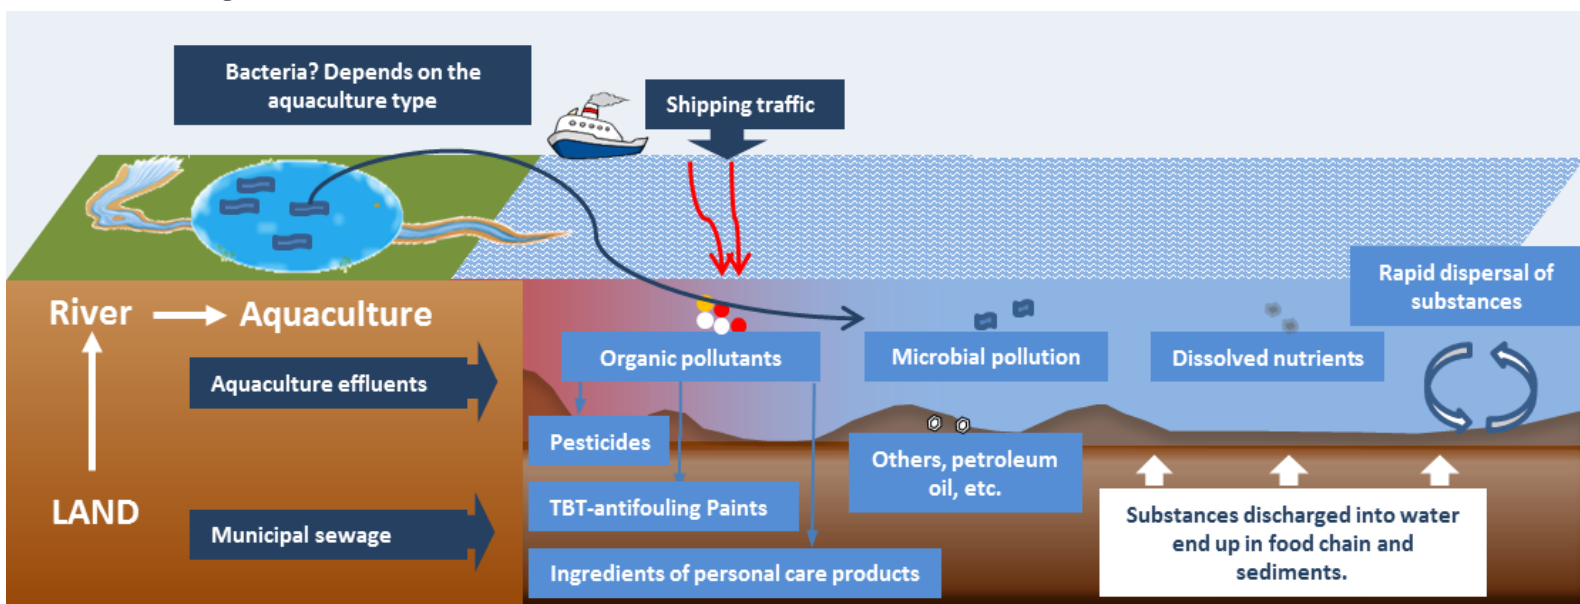 Bacteria? Depends on the
aquaculture type
Shipping traffic
Rapid dispersal of
substances
River
Aquaculture
Organic pollutants
Microbial pollution
Dissolved nutrients
Aquaculture effluents
Pesticides
Others, petroleum
oil, etc.
LAND
TBT-antifouling Paints
Municipal sewage
Substances discharged into water
end up in food chain and
sediments.
Ingredients of personal care products